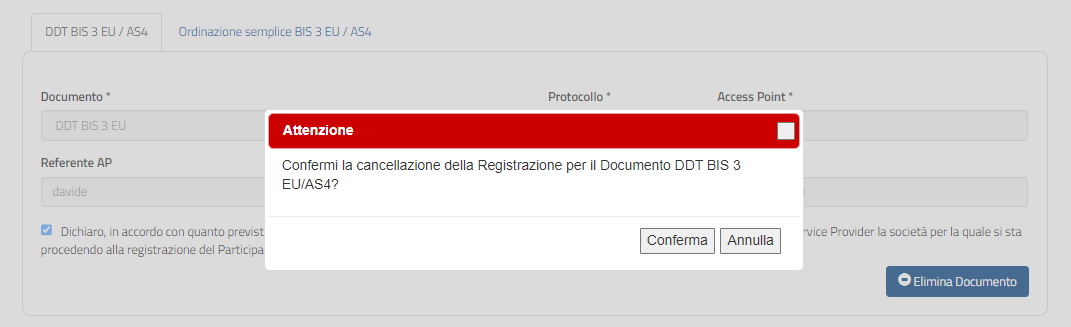 DDT BIS 3 EU / AS4 Ordinazione semplice BIS 3 EU / AS4
Documento * Protocollo * Access Point *
DDT BIS 3 EU
Attenzione
Confermi la cancellazione della Registrazione per il Documento DDT BIS 3
EU/AS4?
Referente AP
davide
Dichiaro, in accordo con quanto previst rvice Provider la società per la quale si sta
procedendo alla registrazione del Participa
Conferma Annulla
Elimina Documento